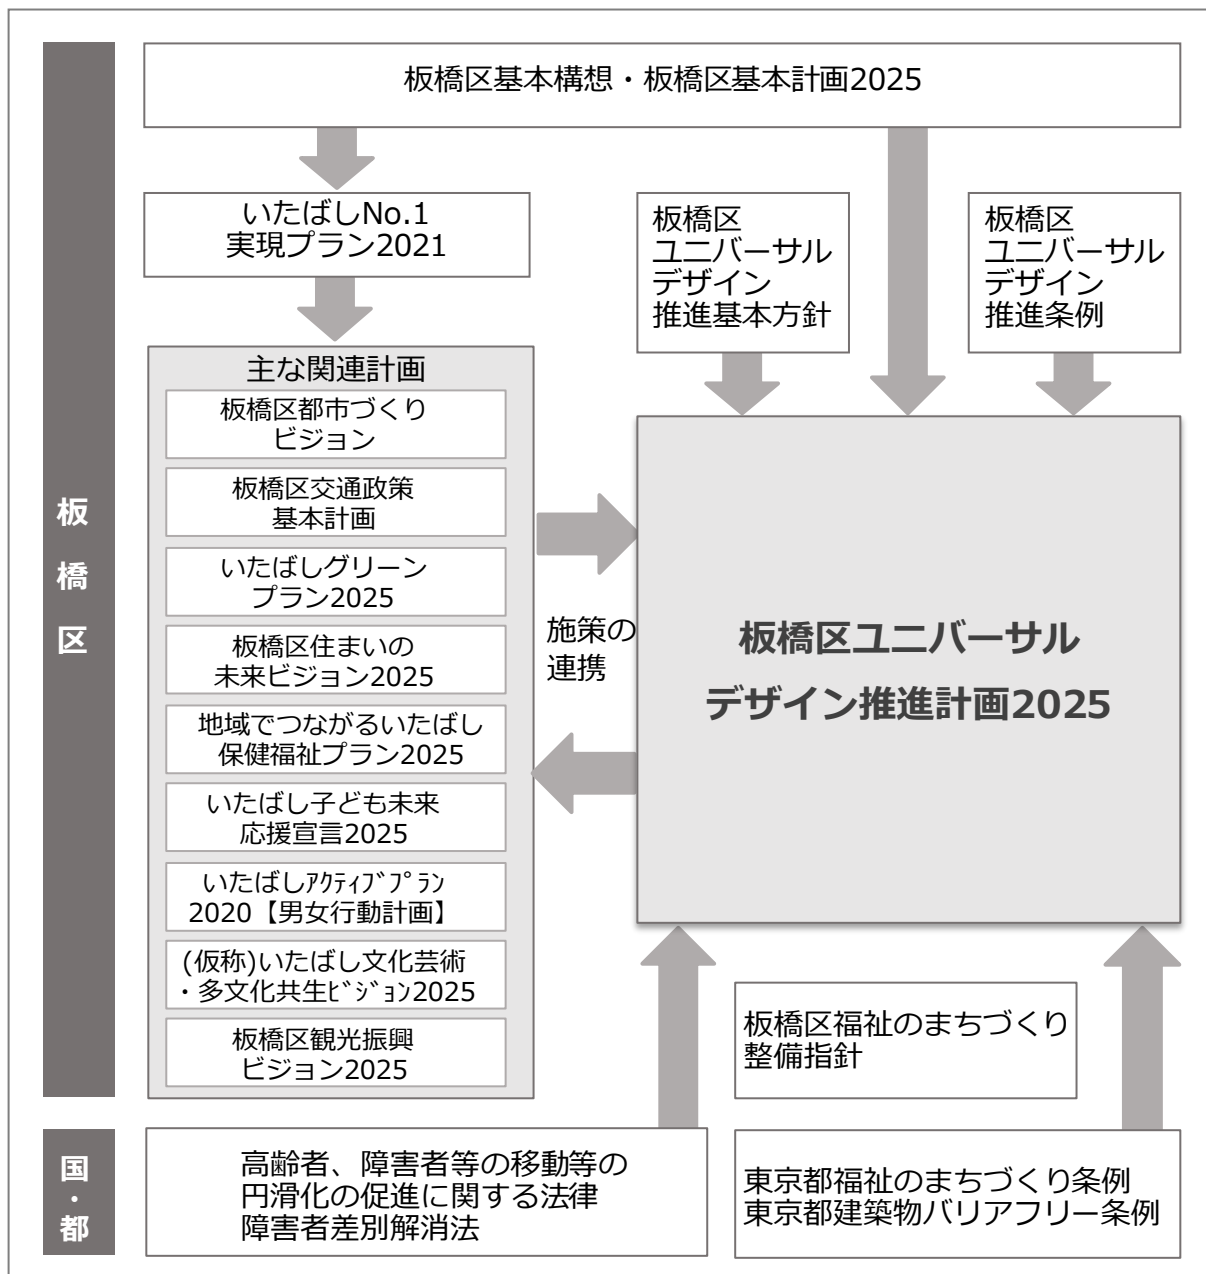 板橋区基本構想・板橋区基本計画2025
いたばしNo.1
実現プラン2021
板橋区
ユニバーサル
デザイン
推進基本方針
板橋区
ユニバーサル
デザイン
推進条例
板橋区
主な関連計画
板橋区都市づくり
ビジョン
板橋区交通政策
基本計画
いたばしグリーン
プラン2025
板橋区住まいの
未来ビジョン2025
地域でつながるいたばし
保健福祉プラン2025
いたばし子ども未来
応援宣言2025
いたばしｱｸﾃｨﾌﾞﾌﾟﾗﾝ
2020【男女行動計画】
(仮称)いたばし文化芸術
・多文化共生ﾋﾞｼﾞｮﾝ2025
板橋区観光振興
ビジョン2025
施策の
連携
板橋区ユニバーサル
デザイン推進計画2025
板橋区福祉のまちづくり
整備指針
国・都
高齢者、障害者等の移動等の
円滑化の促進に関する法律
障害者差別解消法
東京都福祉のまちづくり条例
東京都建築物バリアフリー条例